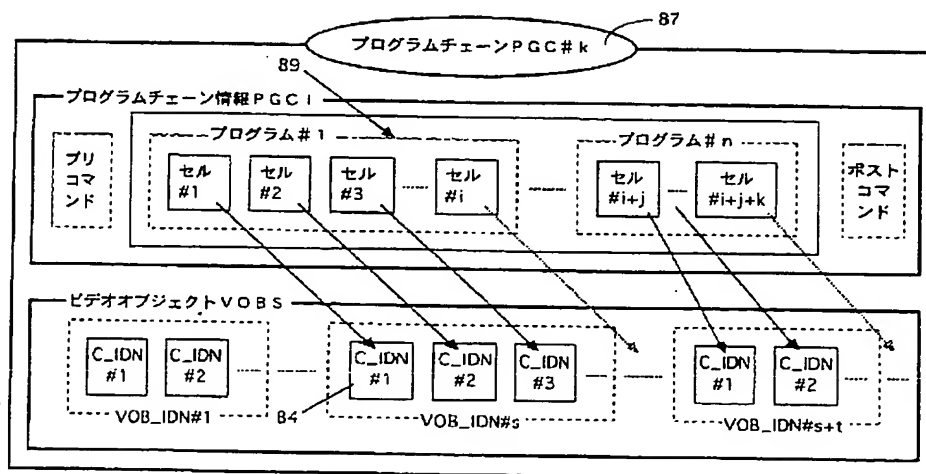 87
プログラムチェーンPGC#k
89
プログラムチェーン情報PGCI
プログラム#1
プログラム#n
プリ
コマ
ンド
セル
#1
セル
#2
セル
#3
セル
#i
セル
#i+j
セル
#i+j+k
ポスト
コマ
ンド
ビデオオブジェクトVOBS
C_IDN
#1
C_IDN
#2
C_IDN
#1
C_IDN
#2
C_IDN
#3
C_IDN
#1
C_IDN
#2
VOB_IDN#1
84
VOB_IDN#s
VOB_IDN#s+t